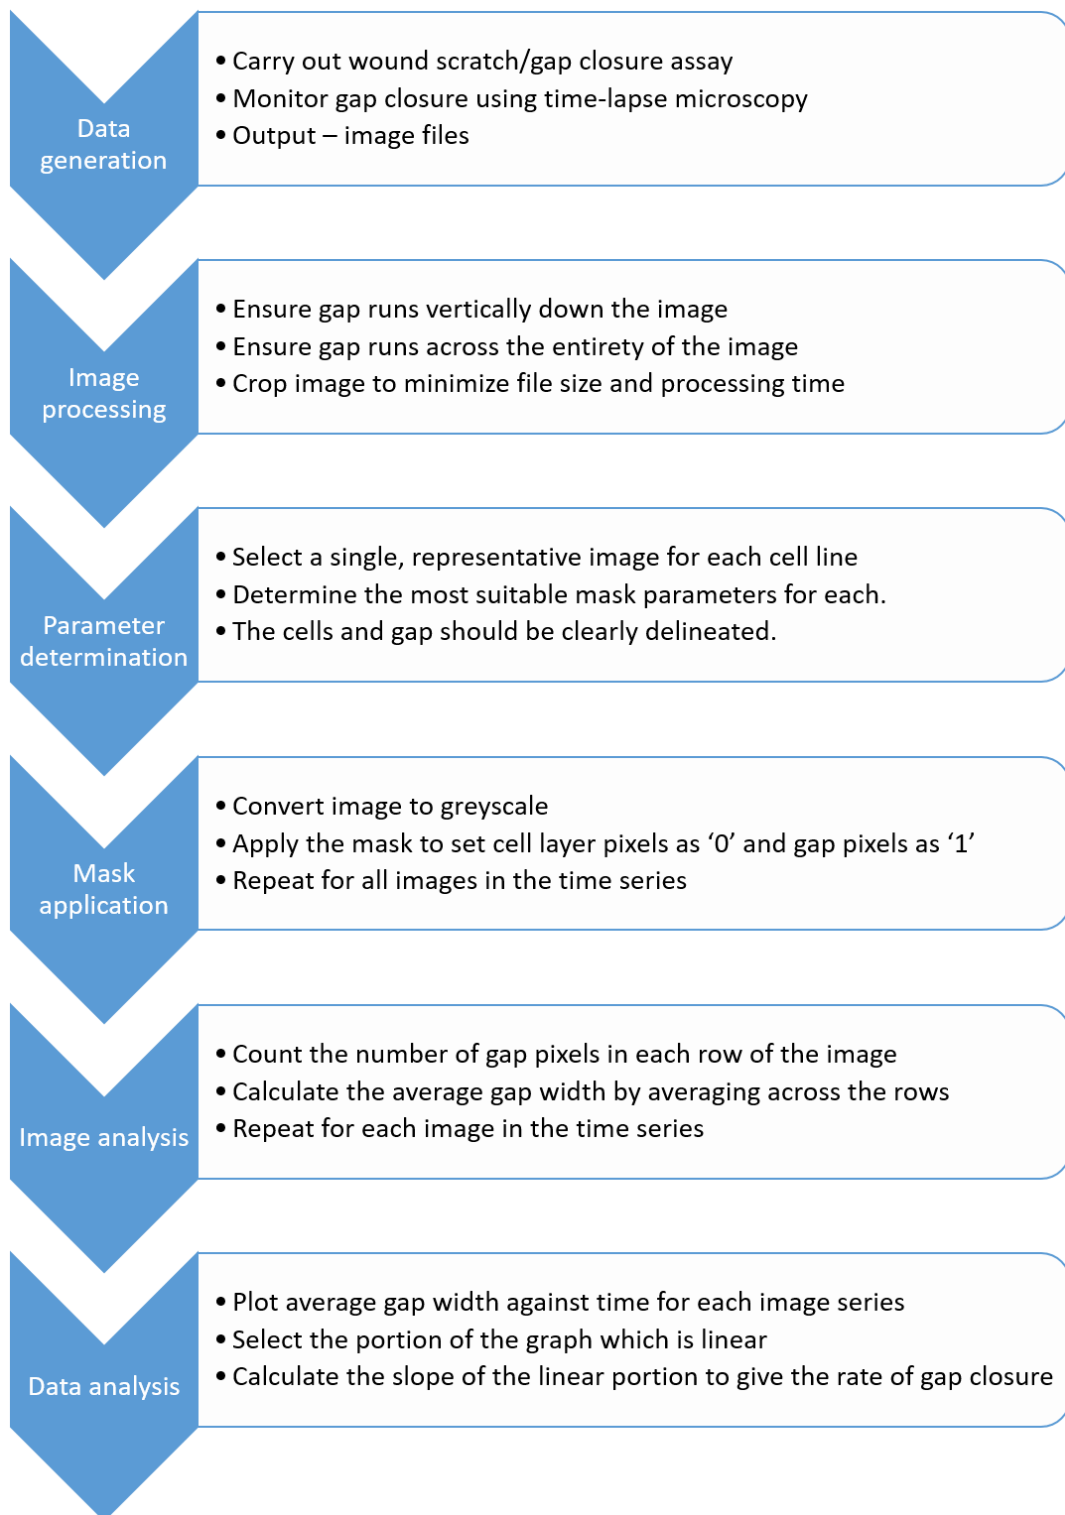 Data
generation
• Carry out wound scratch/gap closure assay
• Monitor gap closure using time-lapse microscopy
• Output – image files
Image
processing
• Ensure gap runs vertically down the image
• Ensure gap runs across the entirety of the image
• Crop image to minimize file size and processing time
Parameter
determination
• Select a single, representative image for each cell line
• Determine the most suitable mask parameters for each.
• The cells and gap should be clearly delineated.
Mask
application
• Convert image to greyscale
• Apply the mask to set cell layer pixels as ‘0’ and gap pixels as ‘1’
• Repeat for all images in the time series
Image analysis
• Count the number of gap pixels in each row of the image
• Calculate the average gap width by averaging across the rows
• Repeat for each image in the time series
Data analysis
• Plot average gap width against time for each image series
• Select the portion of the graph which is linear
• Calculate the slope of the linear portion to give the rate of gap closure